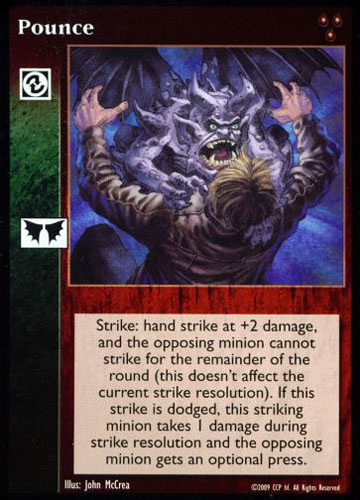 Pounce
Strike: hand strike at +2 damage,
and the opposing minion cannot
strike for the remainder of the
round (this doesn't affect the
current strike resolution). If this
strike is dodged, this striking
minion takes 1 damage during
strike resolution and the opposing
minion gets an optional press.
Illus: John McCrea
©2009 CCP hf. All Rights Reserved